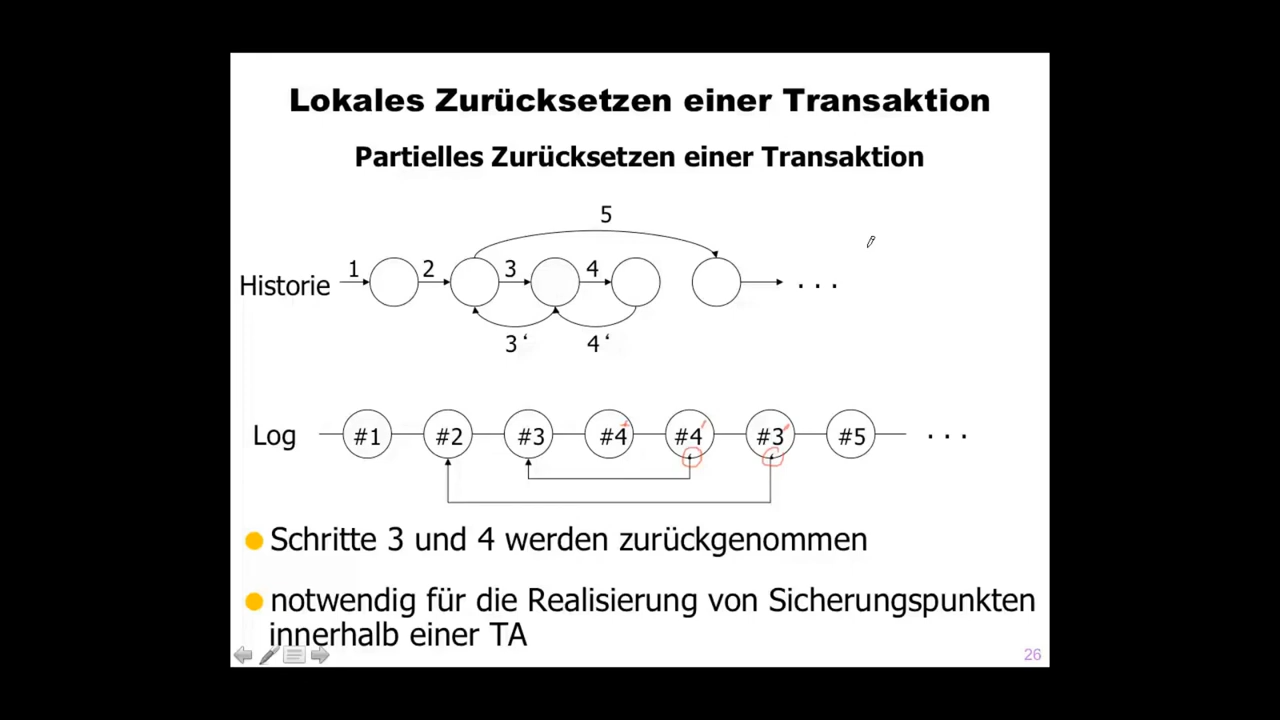 Lokales Zurücksetzen einer Transaktion
Partielles Zurücksetzen einer Transaktion
5
Historie 1 2 3 4 . . .
3‘ 4‘
Log #1 #2 #3 #4 #4' #3' #5 . . .
Schritte 3 und 4 werden zurückgenommen
notwendig für die Realisierung von Sicherungspunkten
innerhalb einer TA
26